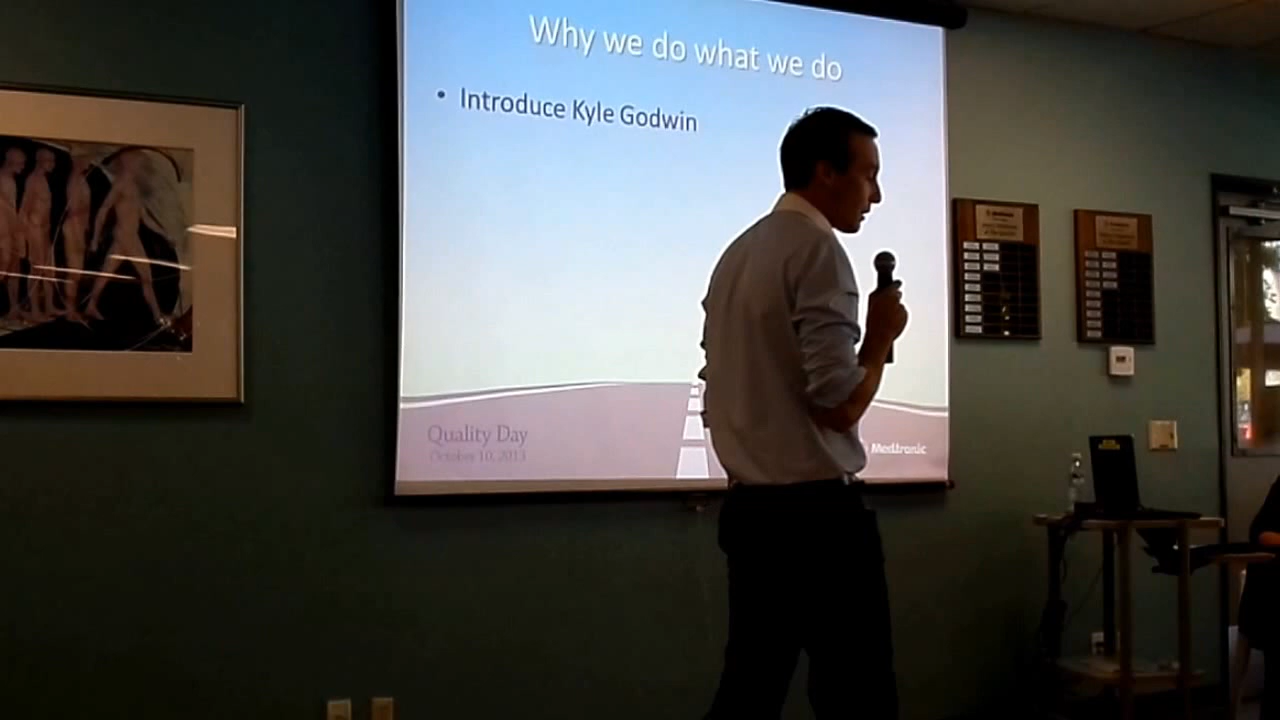 Why we do what we do
• Introduce Kyle Godwin
Quality Day
October 10, 2013
Medtronic